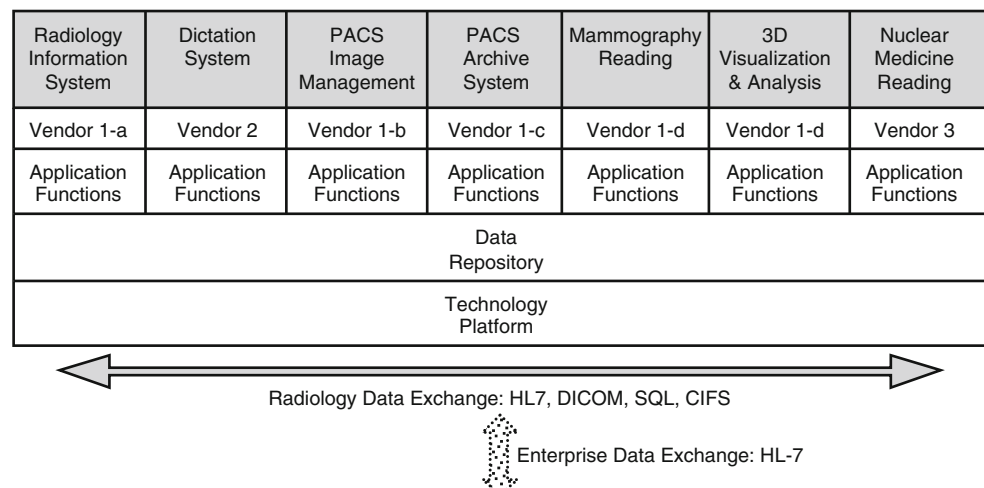 Radiology
Information
System
Dictation
System
PACS
Image
Management
PACS
Archive
System
Mammography
Reading
3D
Visualization
& Analysis
Nuclear
Medicine
Reading
Vendor 1-a
Vendor 2
Vendor 1-b
Vendor 1-c
Vendor 1-d
Vendor 1-d
Vendor 3
Application
Functions
Application
Functions
Application
Functions
Application
Functions
Application
Functions
Application
Functions
Application
Functions
Data
Repository
Technology
Platform
Radiology Data Exchange: HL7, DICOM, SQL, CIFS
Enterprise Data Exchange: HL-7